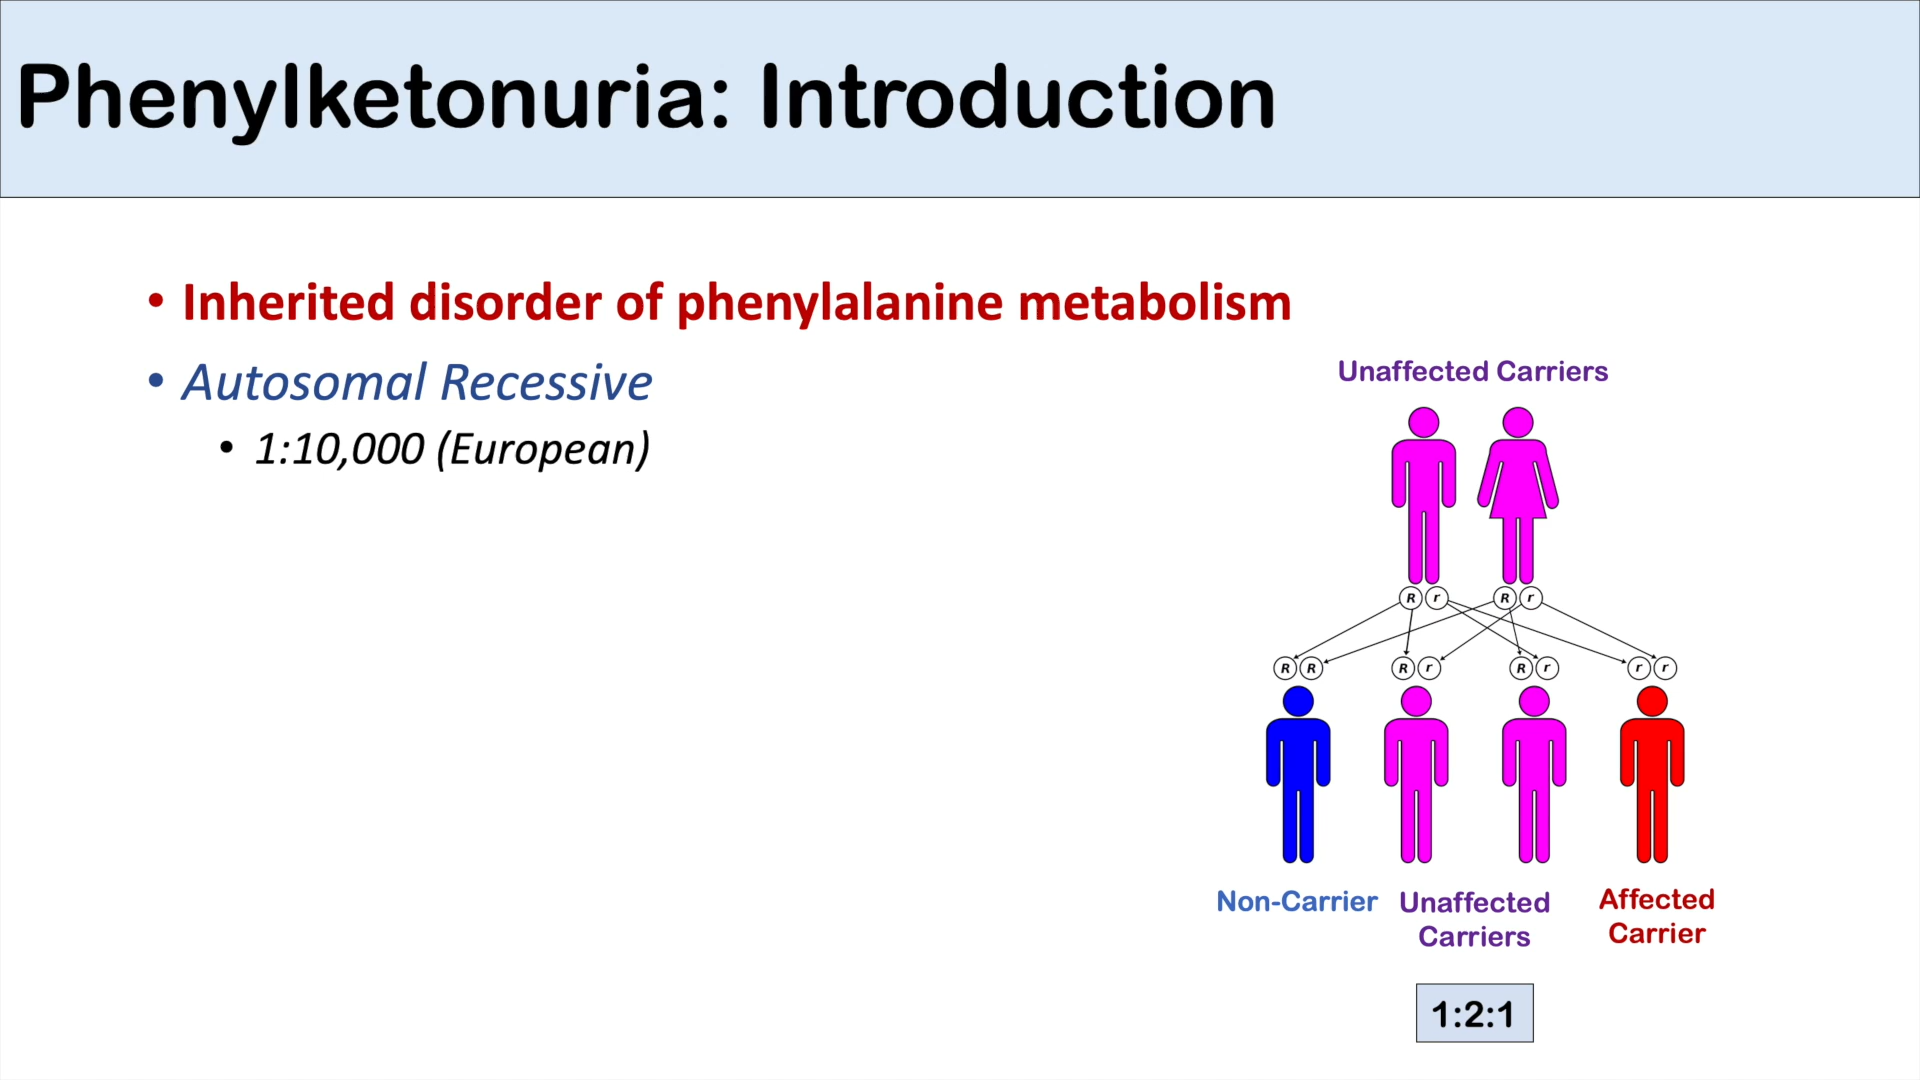 Phenylketonuria: Introduction
• Inherited disorder of phenylalanine metabolism
• Autosomal Recessive
• 1:10,000 (European)
Unaffected Carriers
R r R r
R R R r R r r r
Non-Carrier
Unaffected
Carriers
Affected
Carrier
1:2:1